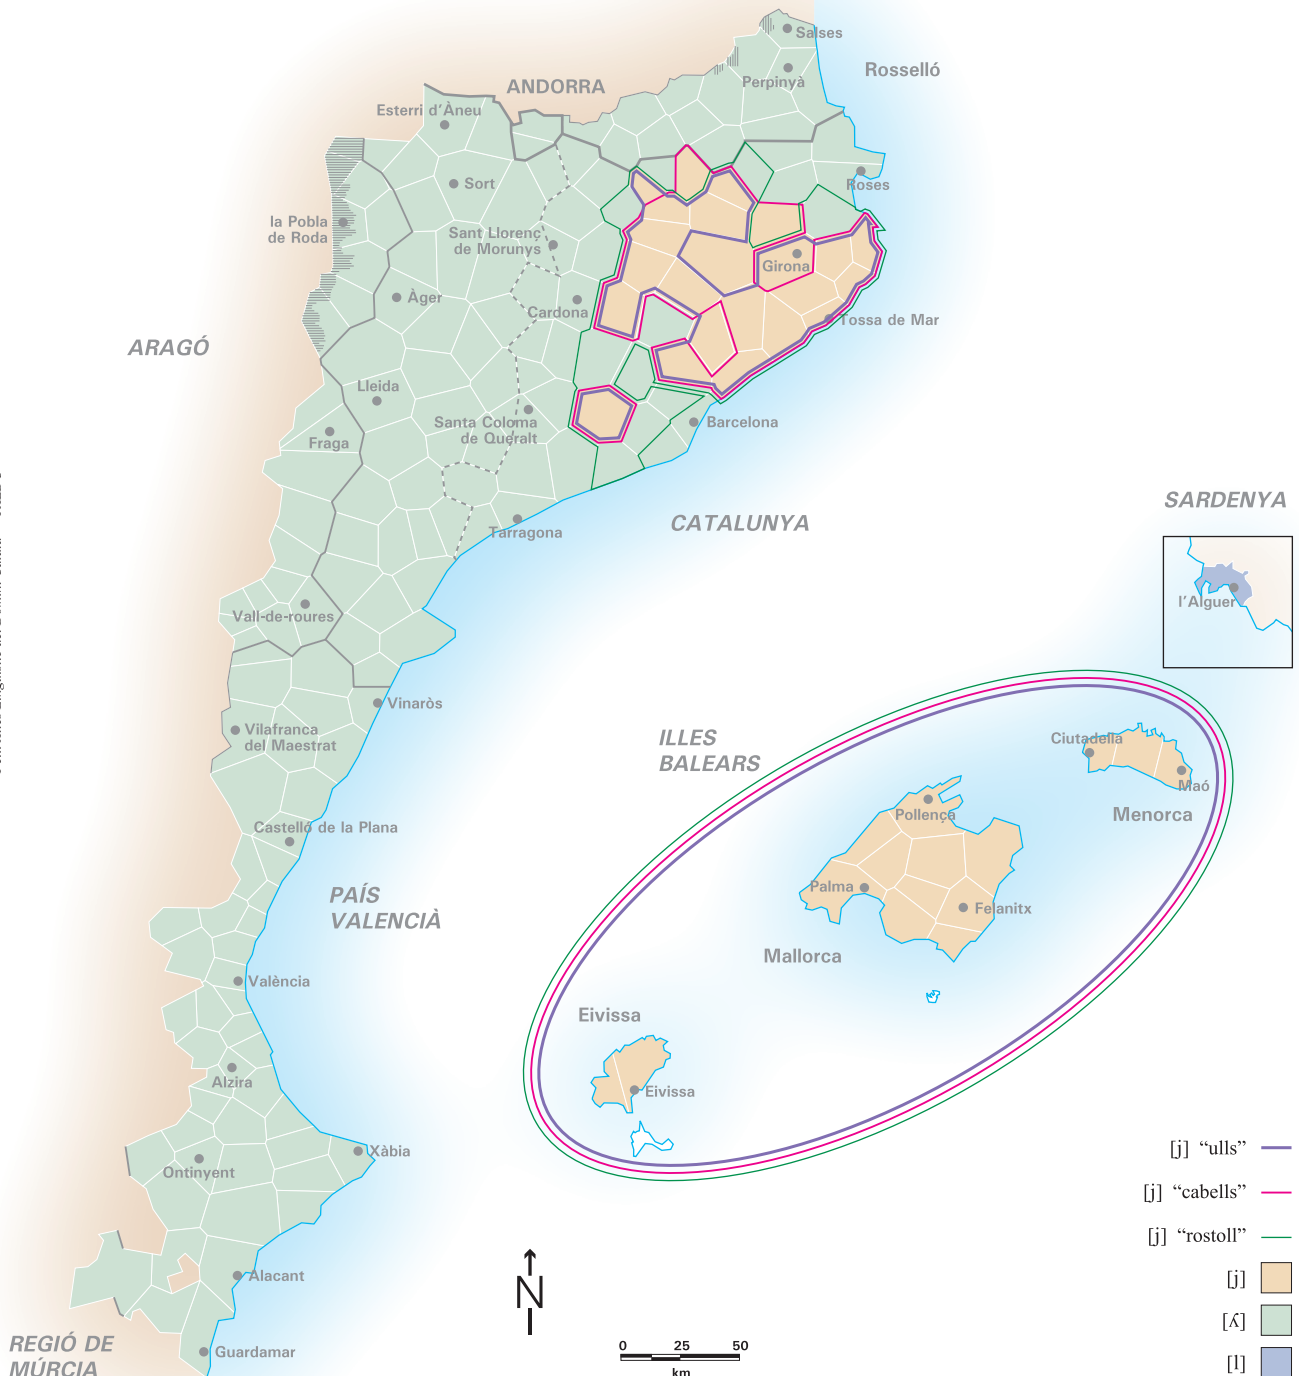 Salses
Rosselló
Perpinyà
ANDORRA
Esterri d'Àneu
Sort
Roses
la Pobla
de Roda
Sant Llorenç
de Morunys
Girona
Àger
Cardona
Tossa de Mar
ARAGÓ
Lleida
Santa Coloma
de Queralt
Barcelona
Fraga
SARDENYA
CATALUNYA
Tarragona
l'Alguer
Vall-de-roures
Vinaròs
Vilafranca
del Maestrat
ILLES
BALEARS
Ciutadella
Maó
Menorca
Pollença
Castelló de la Plana
PAÍS
VALENCIÀ
Palma
Felanitx
Mallorca
València
Eivissa
Alzira
Eivissa
Xàbia
Ontinyent
[j] “ulls”
[j] “cabells”
[j] “rostoll”
Alacant
[j]
N
[ʎ]
REGIÓ DE
MÚRCIA
Guardamar
0 25 50
km
[l]